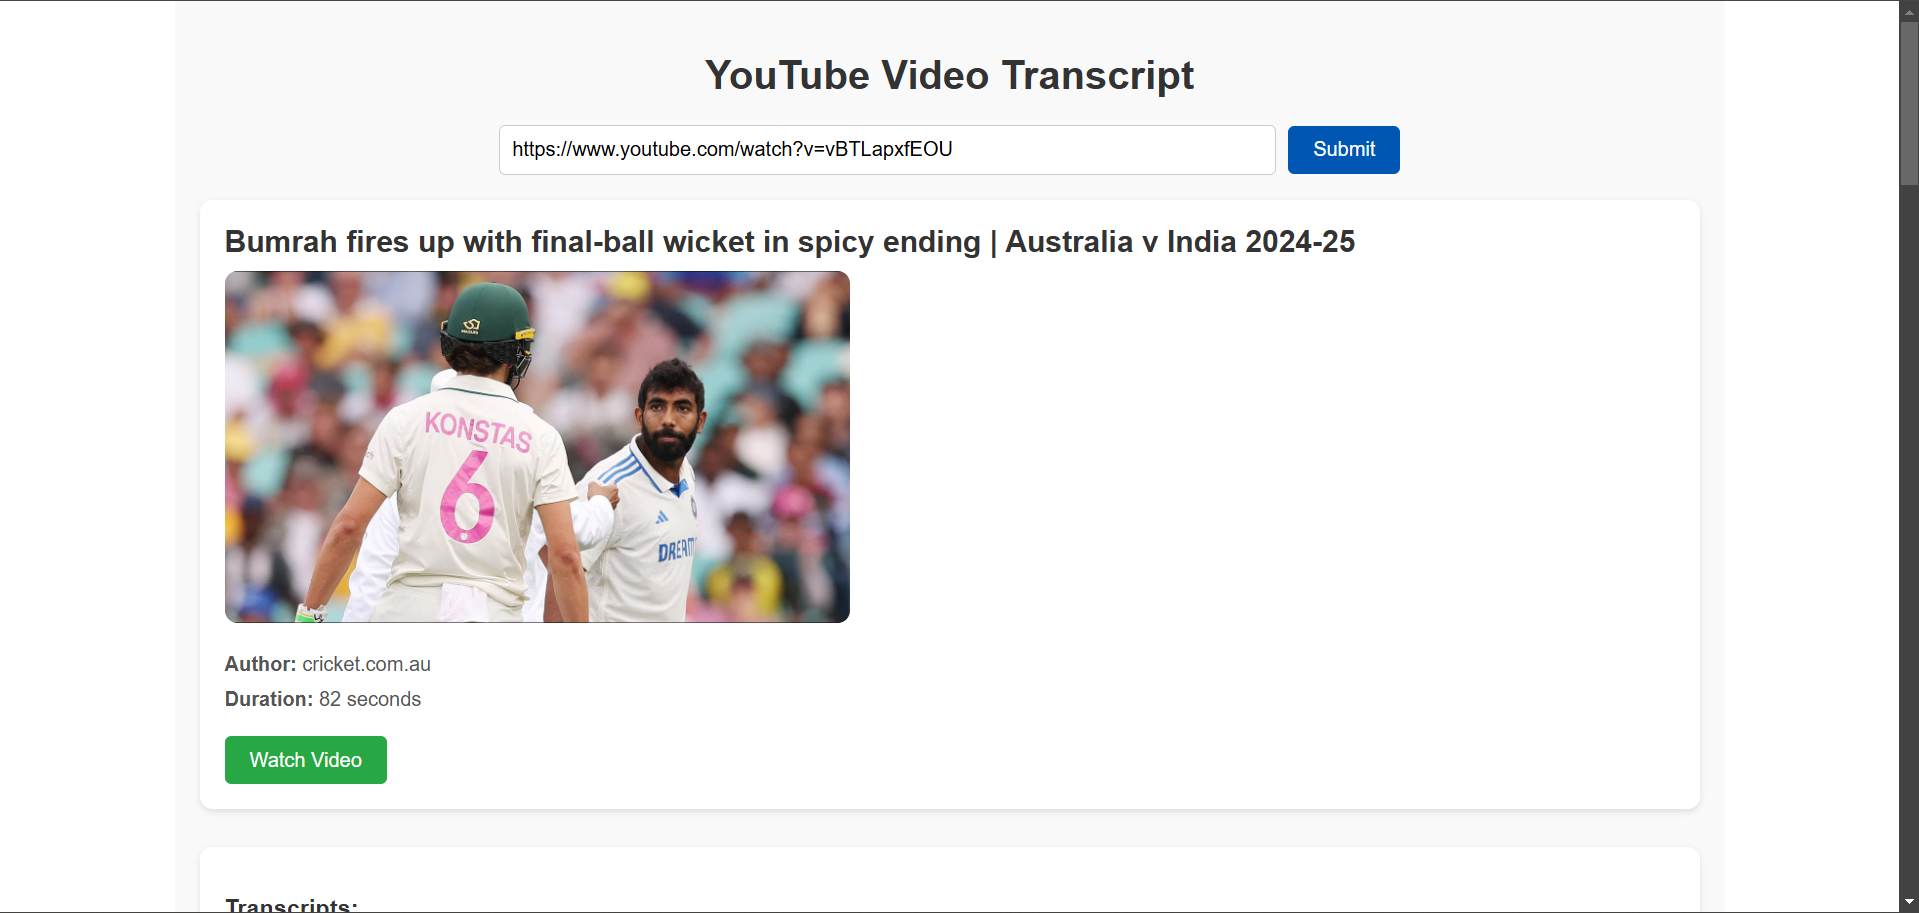 YouTube Video Transcript
https://www.youtube.com/watch?v=vBTLapxfEOU
Submit
Bumrah fires up with final-ball wicket in spicy ending | Australia v India 2024-25
KONSTAS
6
DREAM
Author: cricket.com.au
Duration: 82 seconds
Watch Video
Transcripts: